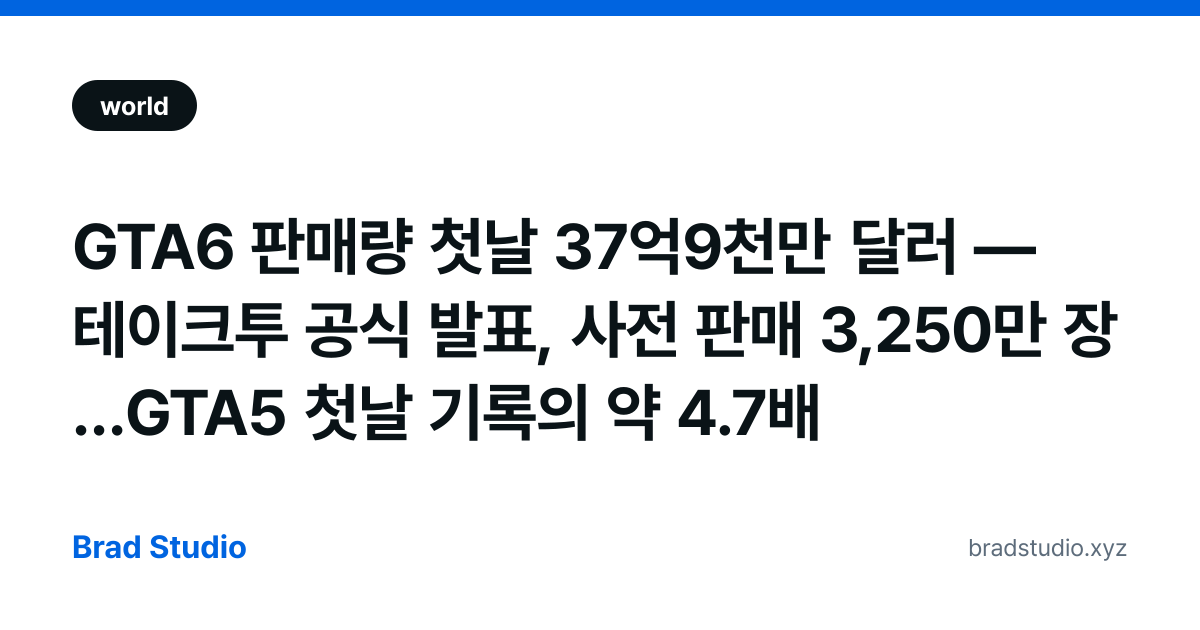 world
GTA6 판매량 첫날 37억9천만 달러 —
테이크투 공식 발표, 사전 판매 3,250만 장
…GTA5 첫날 기록의 약 4.7배
Brad Studio
bradstudio.xyz